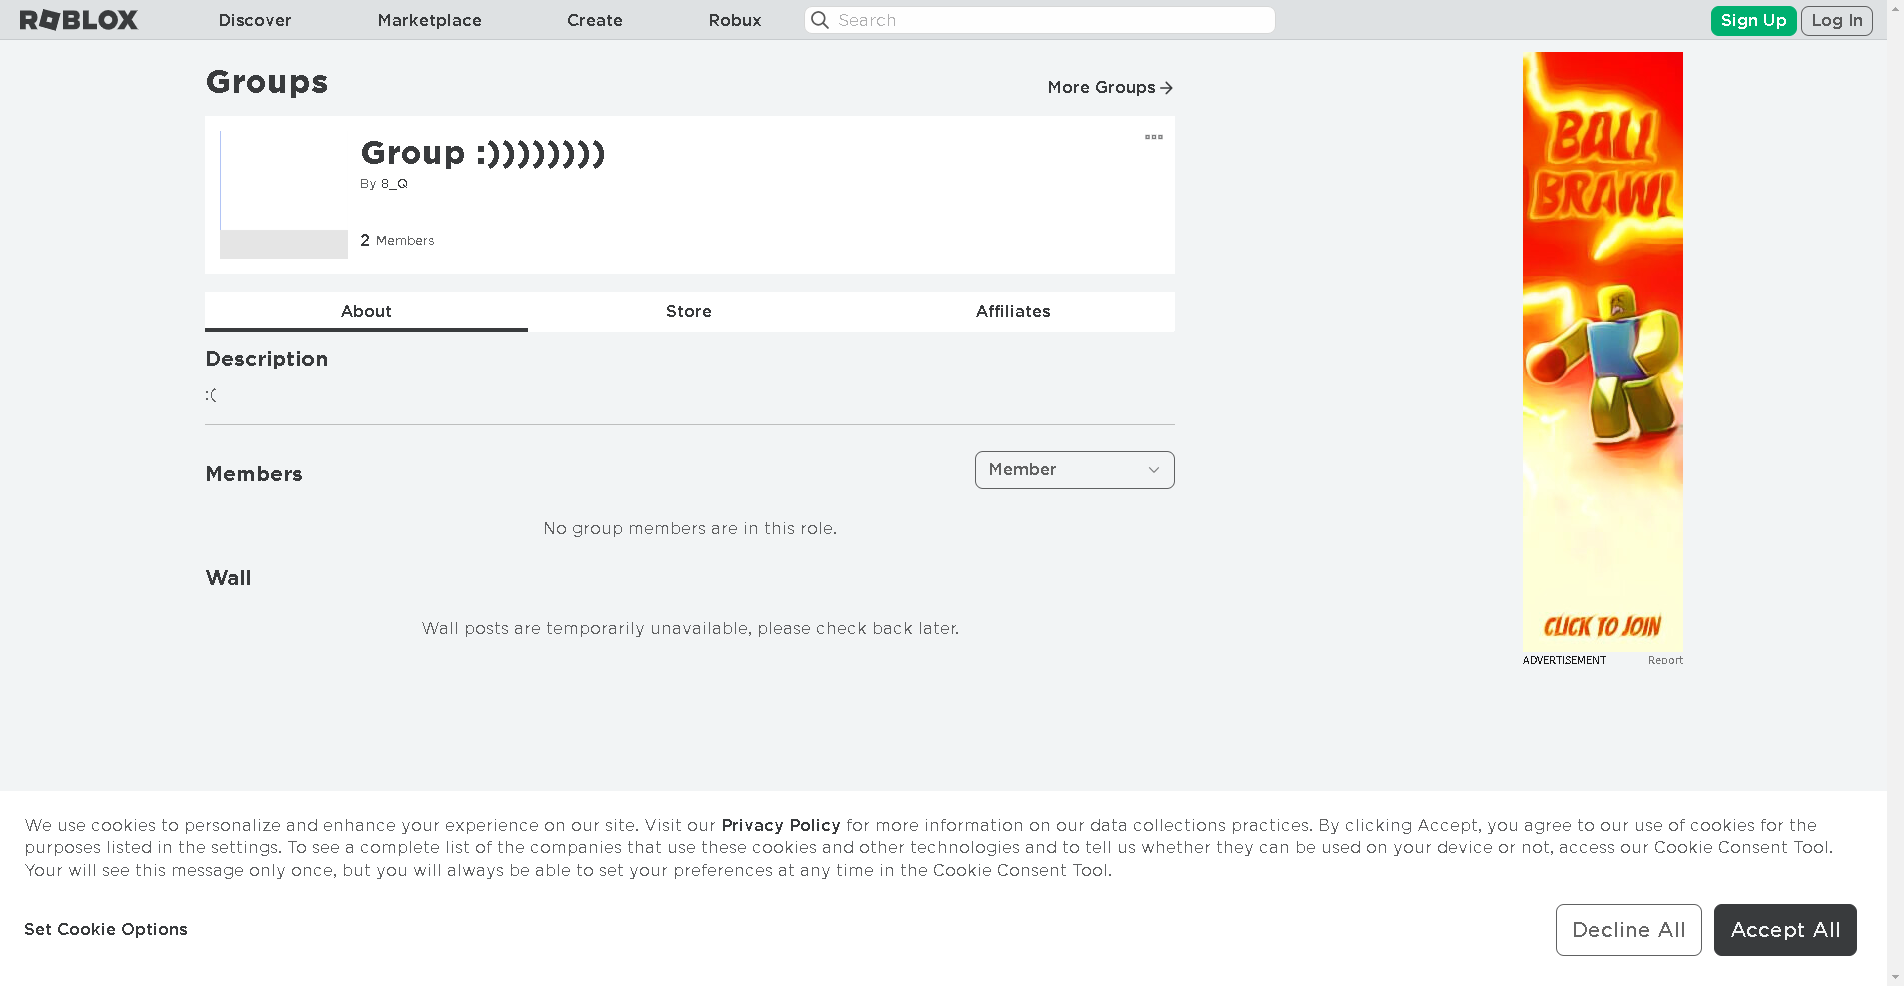 ROBLOX Discover Marketplace Create Robux Search Sign Up Log In
Groups
More Groups
Group :))))))))
By 8_Q
2 Members
About Store Affiliates
Description
:(
Members
Member
No group members are in this role.
Wall
Wall posts are temporarily unavailable, please check back later.
BALL
BRAWL
CLICK TO JOIN
ADVERTISEMENT Report
We use cookies to personalize and enhance your experience on our site. Visit our Privacy Policy for more information on our data collections practices. By clicking Accept, you agree to our use of cookies for the
purposes listed in the settings. To see a complete list of the companies that use these cookies and other technologies and to tell us whether they can be used on your device or not, access our Cookie Consent Tool.
Your will see this message only once, but you will always be able to set your preferences at any time in the Cookie Consent Tool.
Set Cookie Options
Decline All
Accept All